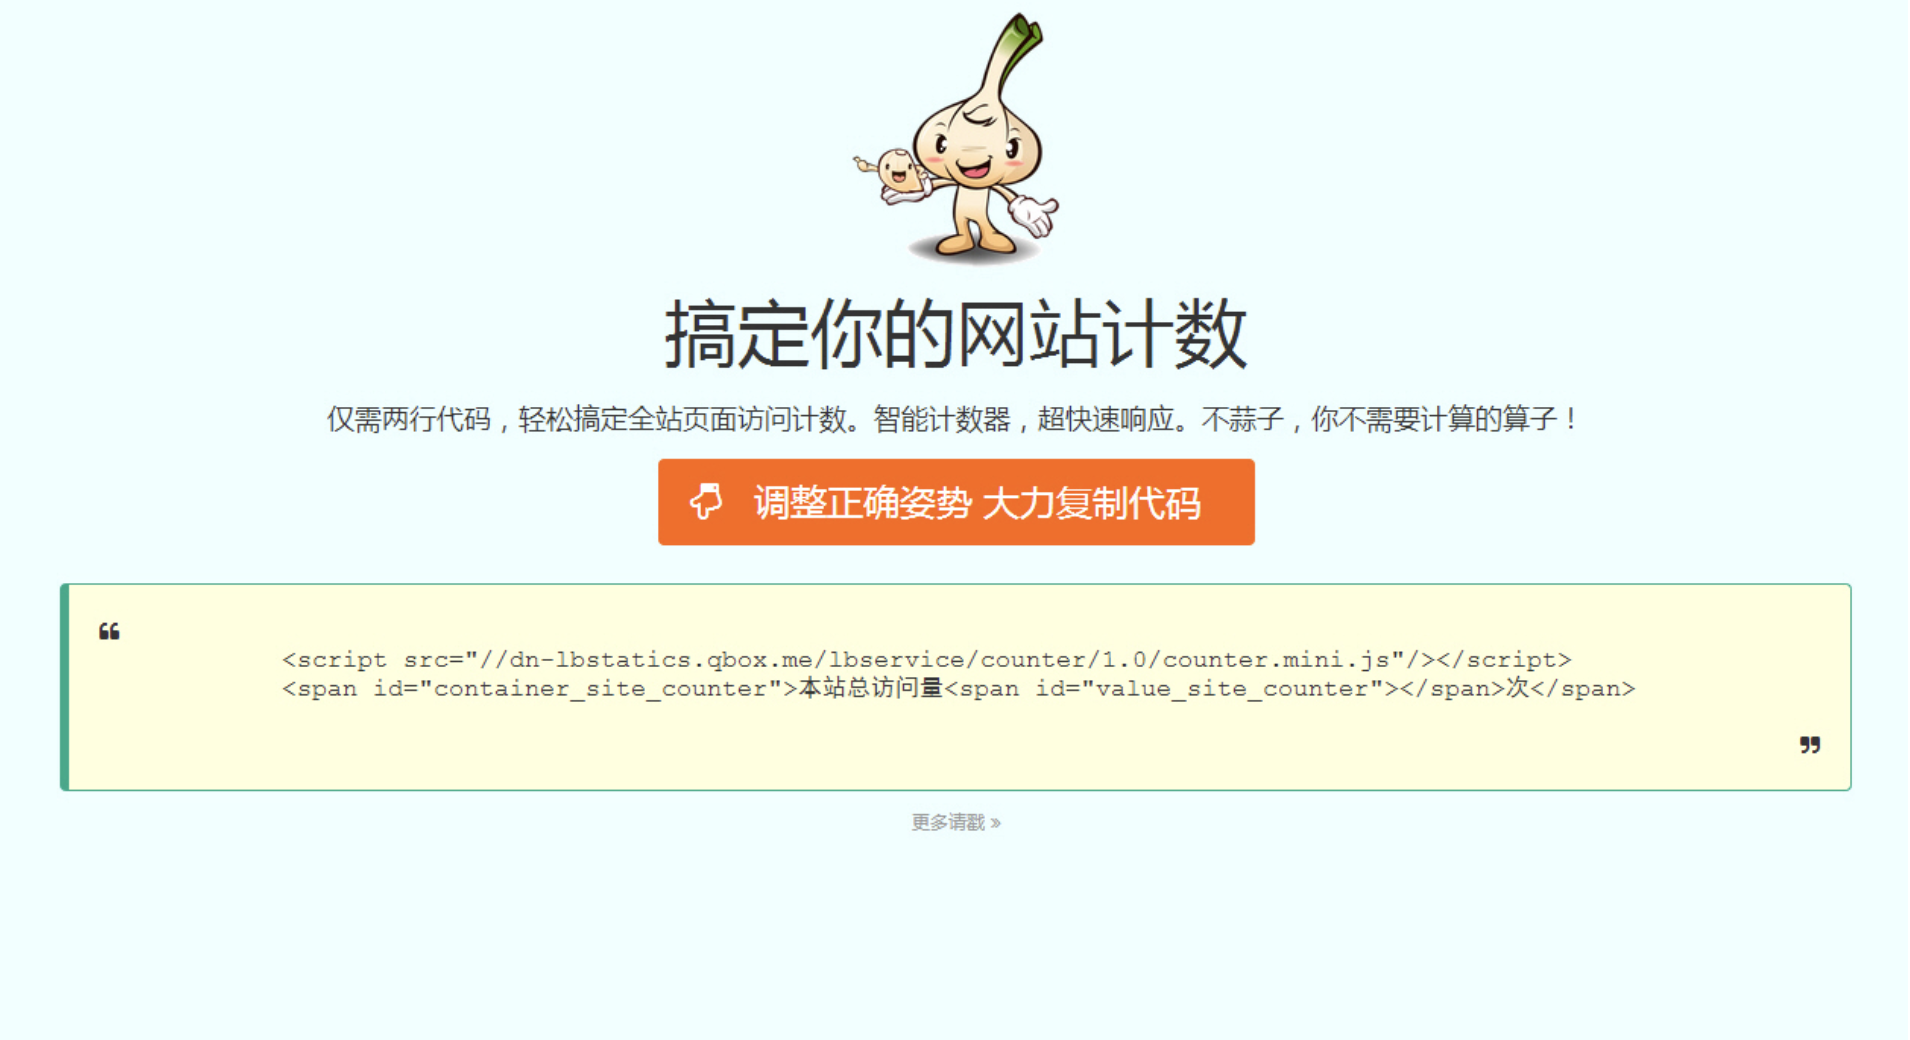 搞定你的网站计数
仅需两行代码，轻松搞定全站页面访问计数。智能计数器，超快速响应。不蒜子，你不需要计算的算子！
调整正确姿势 大力复制代码
“
<script src="//dn-lbstatics.qbox.me/lbservice/counter/1.0/counter.mini.js"/></script>
<span id="container_site_counter">本站总访问量<span id="value_site_counter"></span>次</span>
”
更多请戳 »